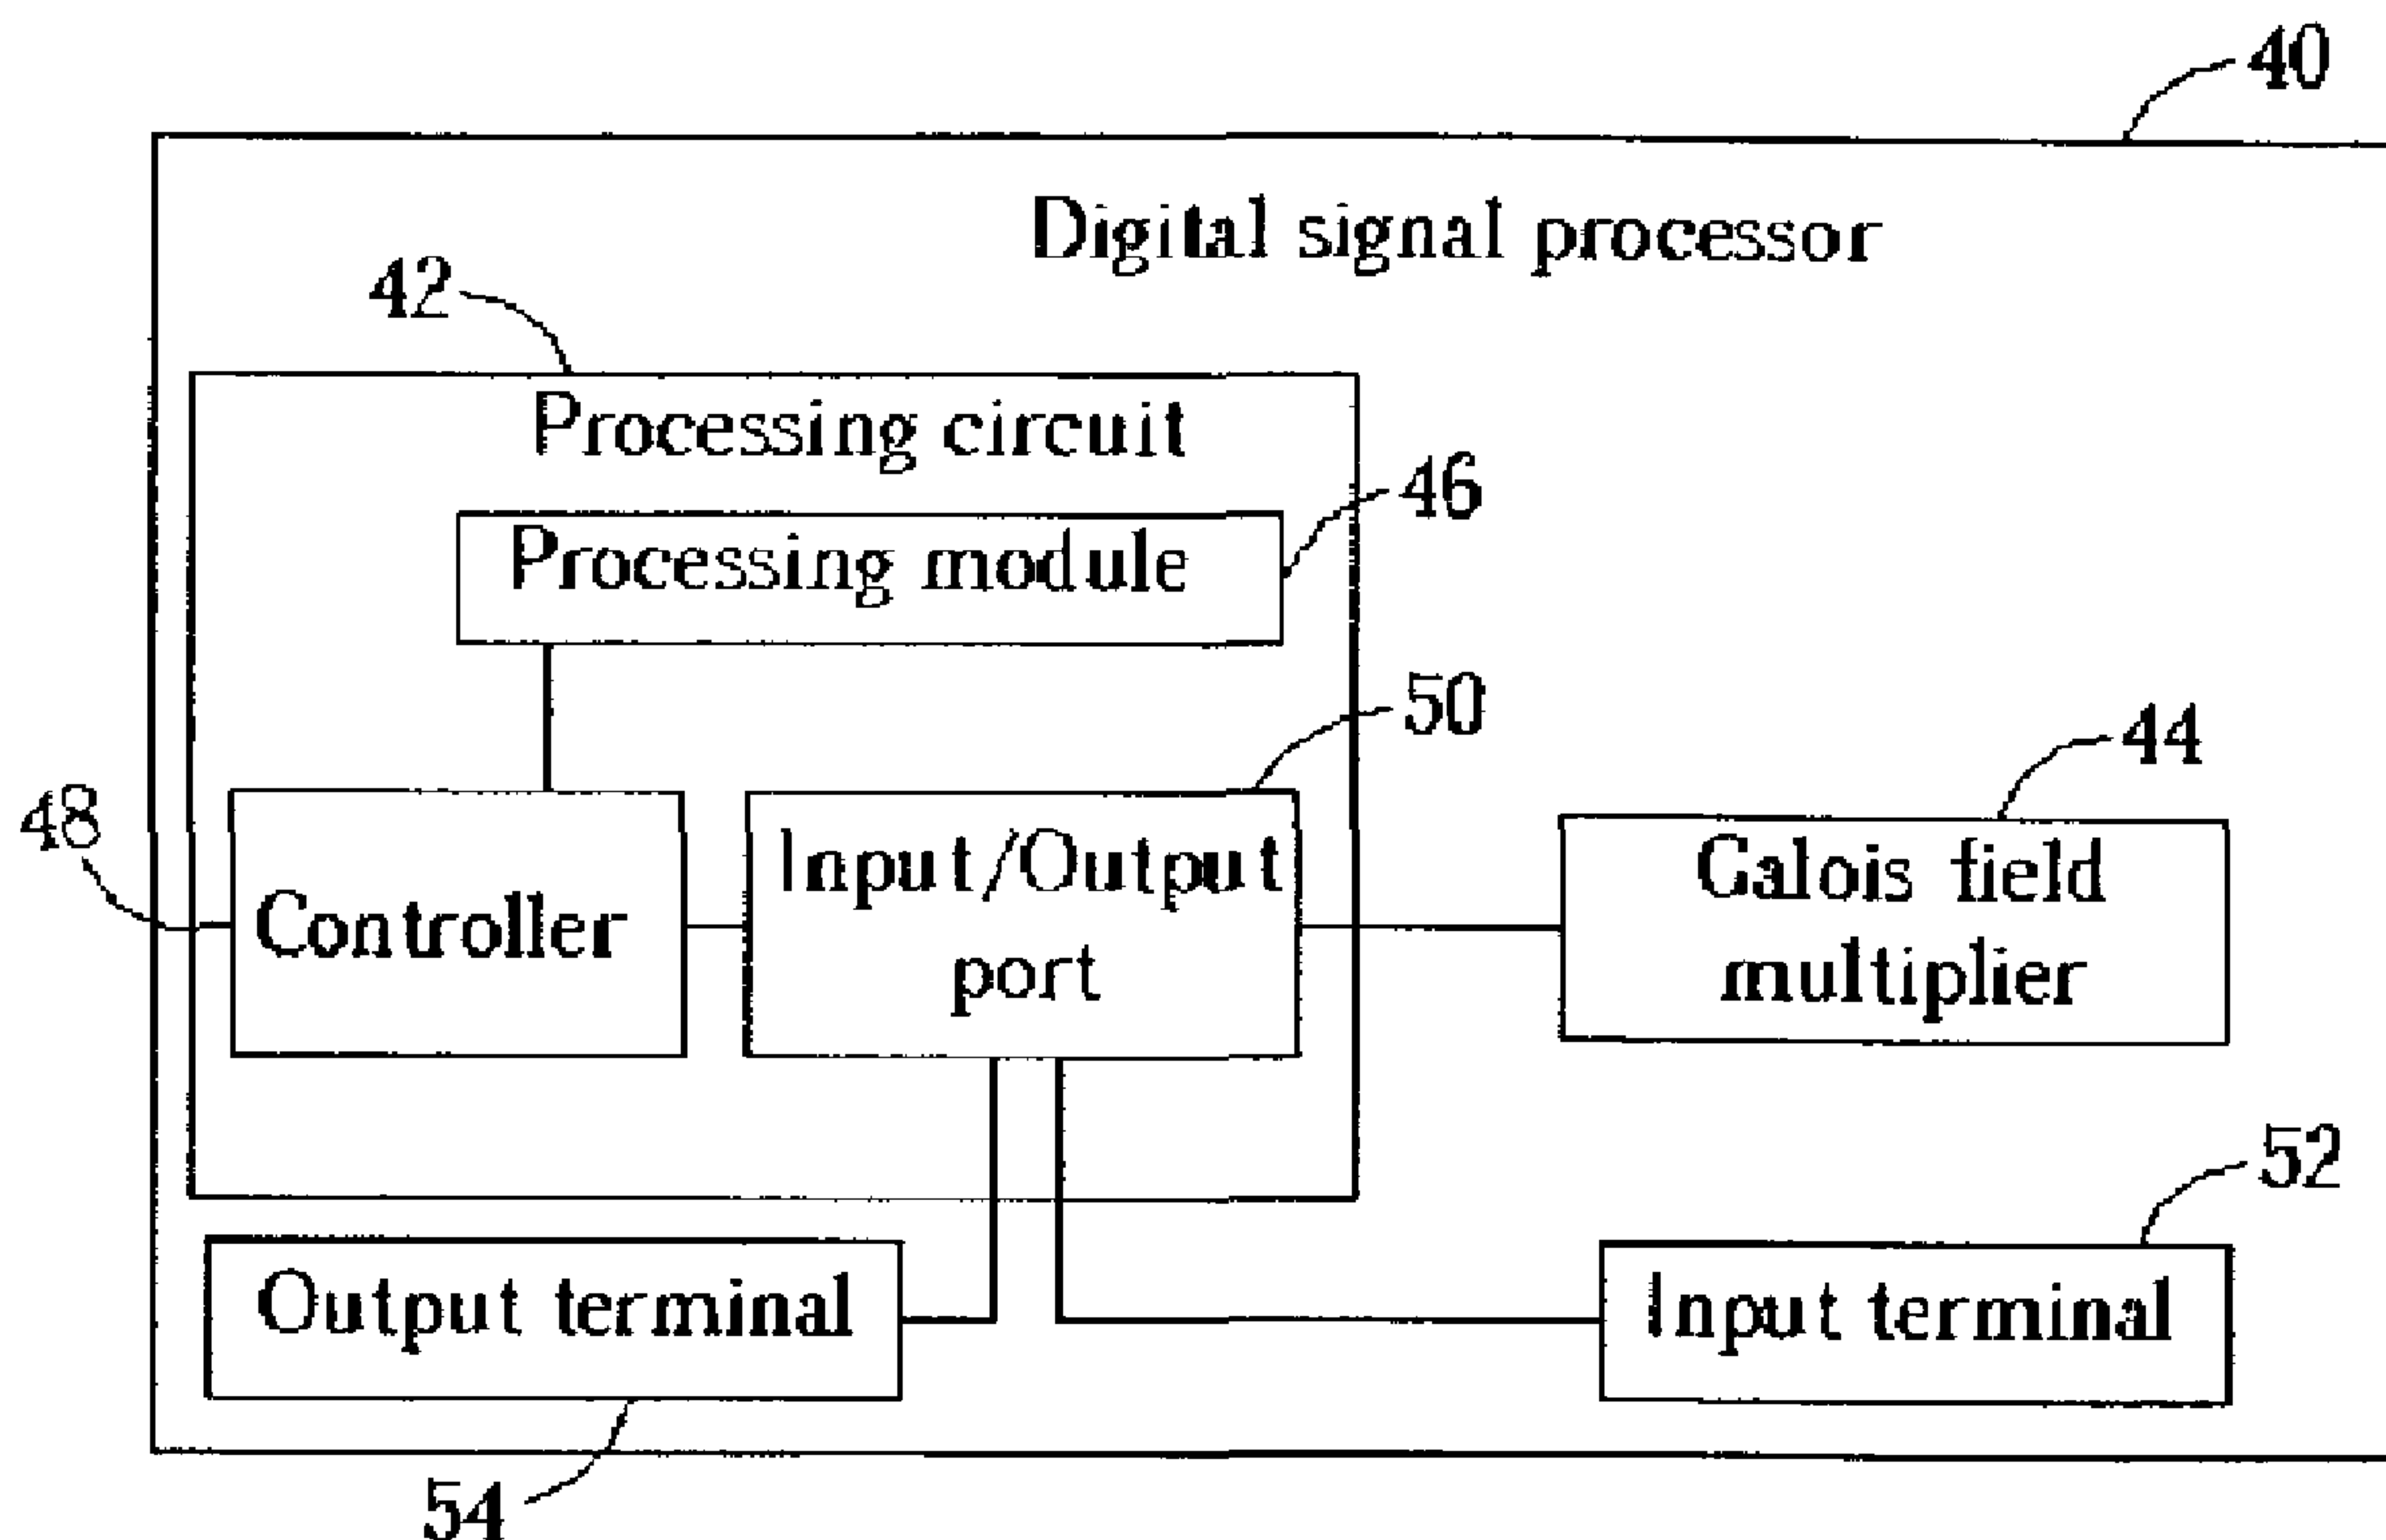 40
Digital signal processor
42
Processing circuit
46
Processing module
50
44
48
Controller
Input/Output
port
Galois field
multiplier
52
Output terminal
Input terminal
54